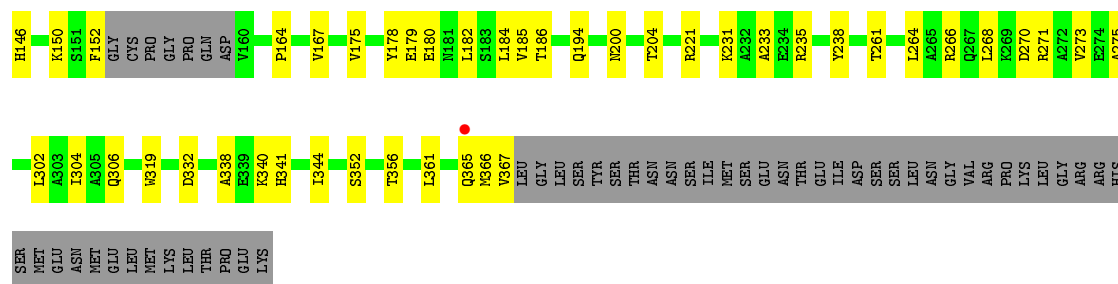 H146 K150 S151 F152 GLY CYS PRO GLY PRO GLN ASP V160 P164 V167 V175 Y178 E179 E180 N181 L182 S183 L184 V185 T186 Q194 N200 T204 R221 K231 A232 A233 E234 R235 Y238 T261 L264 A265 R266 Q267 L268 K269 D270 R271 A272 V273 E274 A275
L302 A303 I304 A305 Q306 W319 D332 A338 E339 K340 H341 I344 S352 T356 L361 Q365 M366 V367 LEU GLY LEU SER TYR SER SER THR ASN ASN SER ILE MET SER GLU ASN THR GLU ILE ASP SER SER LEU ASN GLY VAL ARG PRO LYS LEU GLY ARG ARG HIS
SER MET GLU ASN MET GLU LEU MET LYS LEU THR PRO GLU LYS